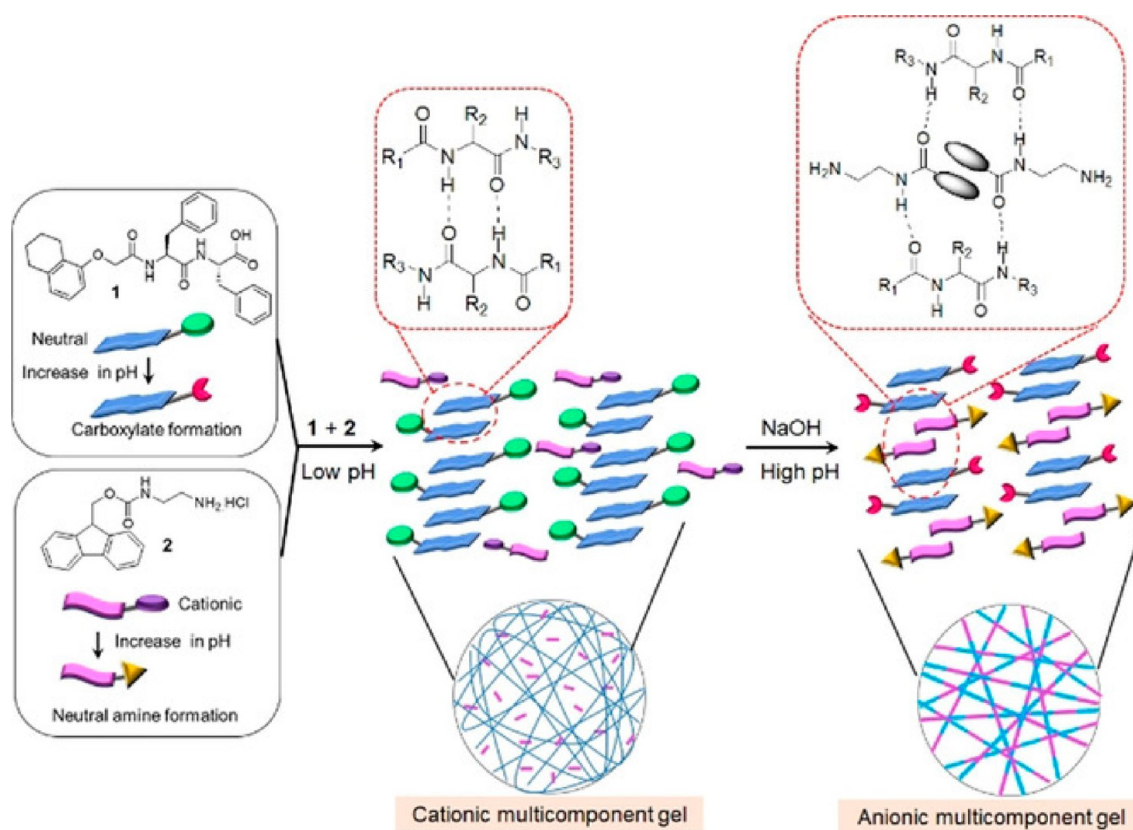 OH
O
O
N
H
H
N
O
O
1
Neutral
Increase in pH
Carboxylate formation
O
O
H
N
NH2.HCl
2
Cationic
Increase in pH
Neutral amine formation
1 + 2
Low pH
O
R1
N
H
R2
H
N
R3
O
O
R3
N
H
R2
H
N
R1
O
NaOH
High pH
O
R3
N
H
R2
H
N
R1
O
O
H2N
N
H
H
N
O
NH2
O
R1
N
H
R2
H
N
R3
O
Cationic multicomponent gel
Anionic multicomponent gel